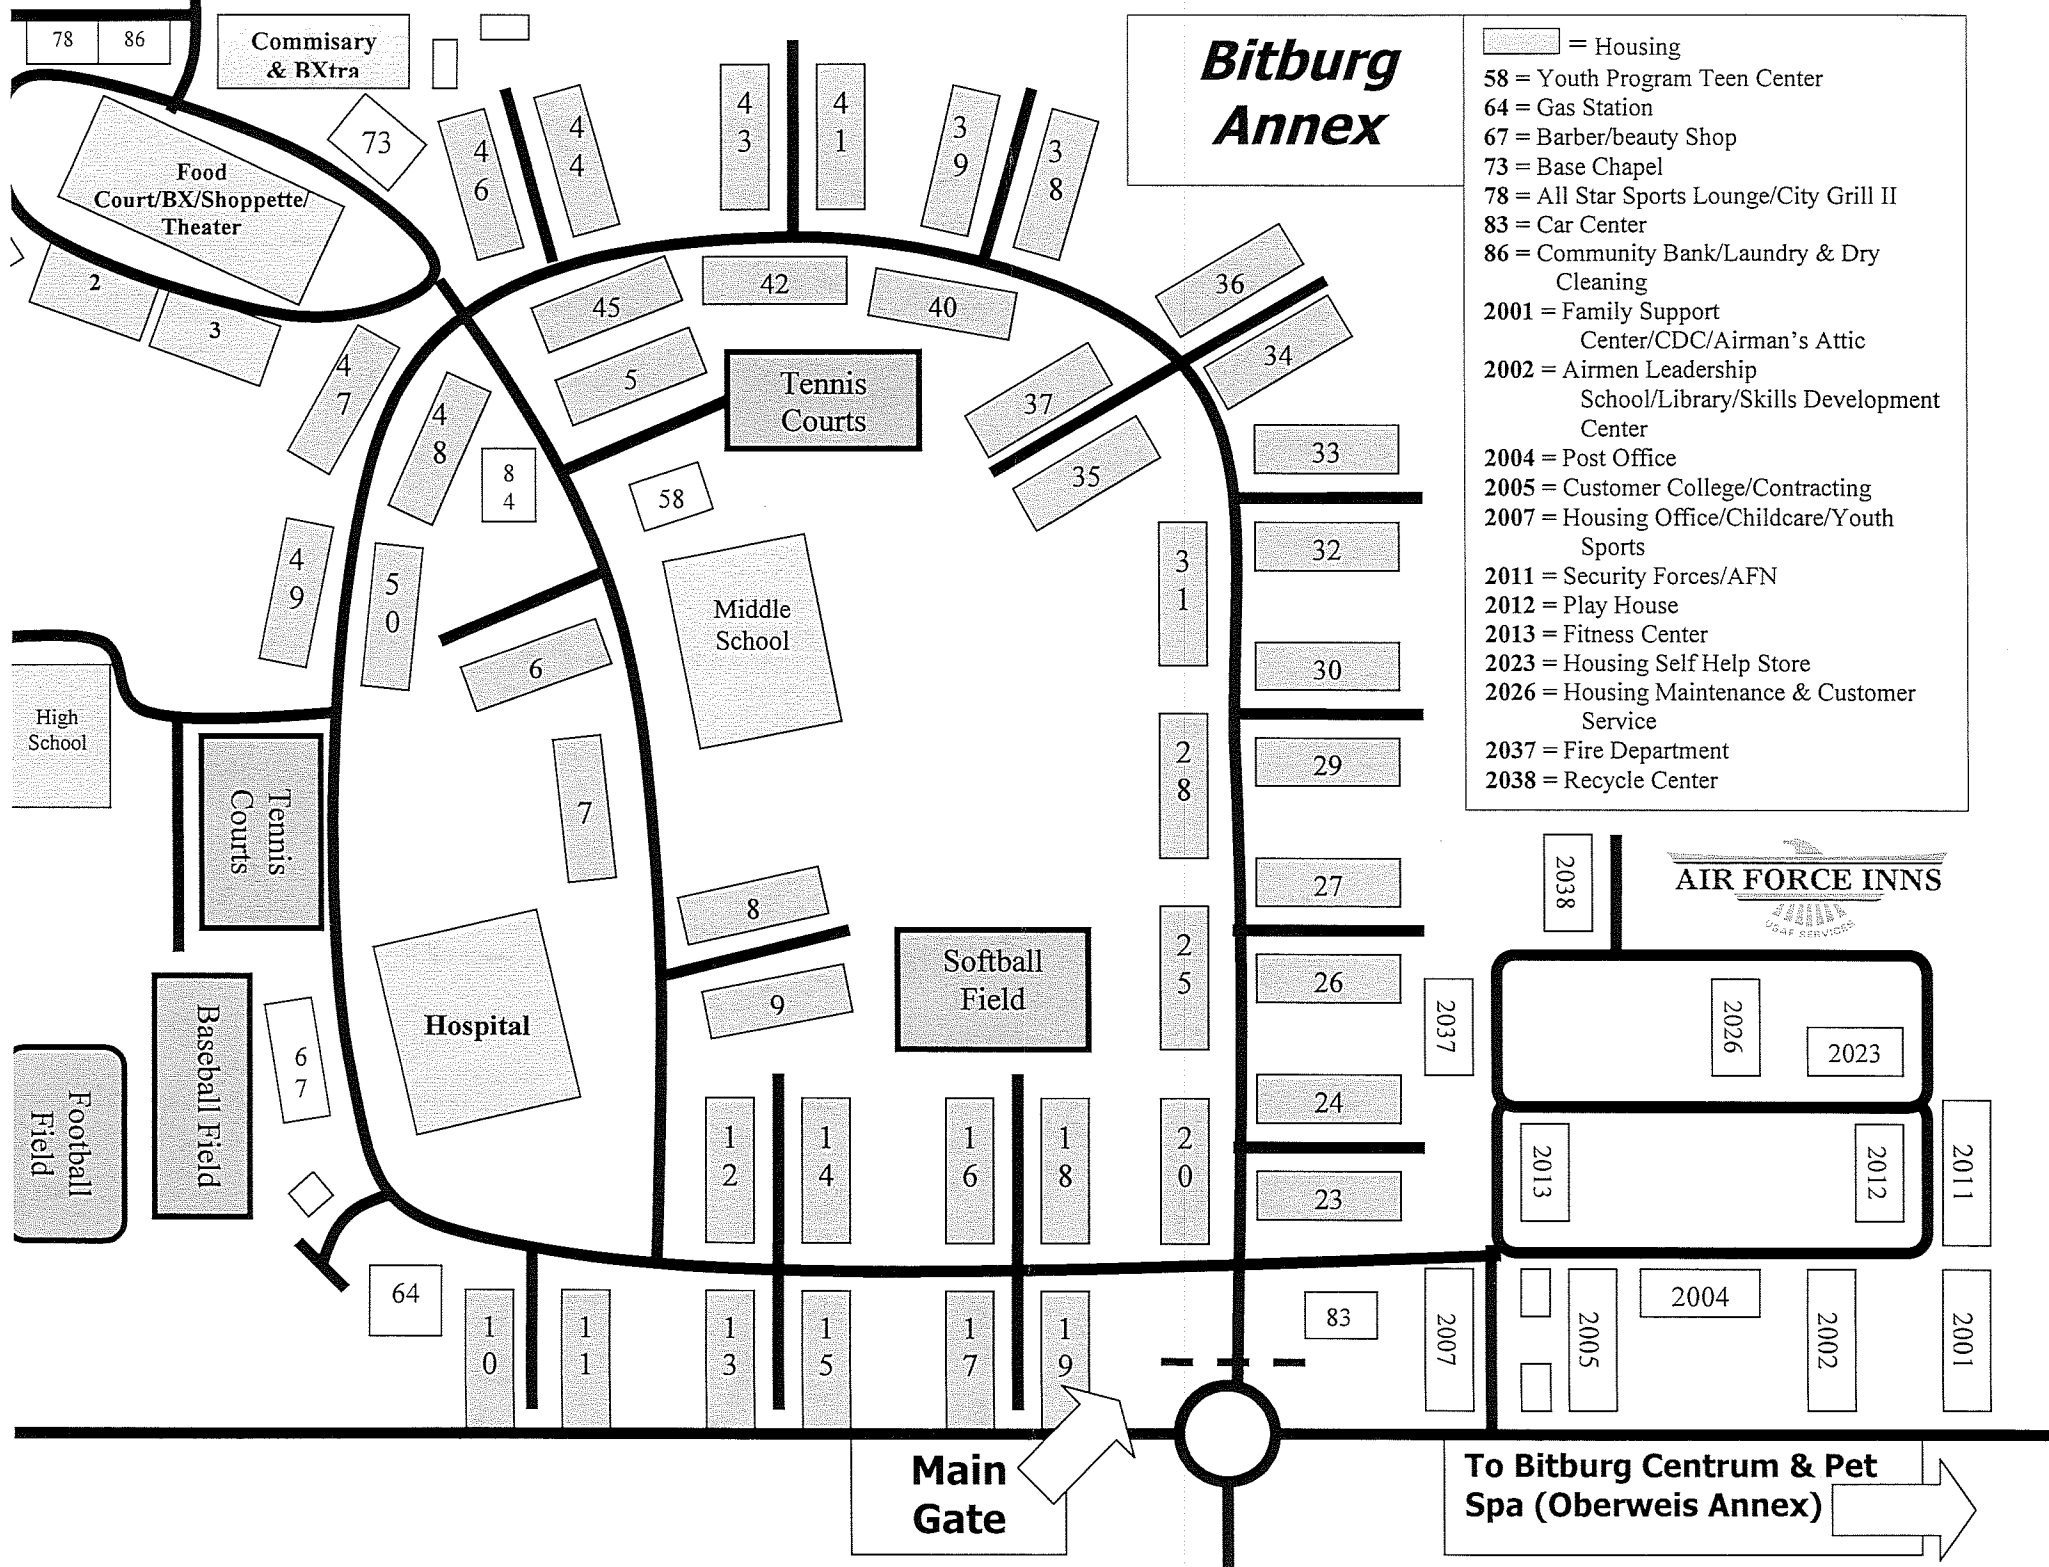 78
86
Commisary
& BXtra
Bitburg
Annex
= Housing
58 = Youth Program Teen Center
64 = Gas Station
67 = Barber/beauty Shop
73 = Base Chapel
78 = All Star Sports Lounge/City Grill II
83 = Car Center
86 = Community Bank/Laundry & Dry
Cleaning
2001 = Family Support
Center/CDC/Airman's Attic
2002 = Airmen Leadership
School/Library/Skills Development
Center
2004 = Post Office
2005 = Customer College/Contracting
2007 = Housing Office/Childcare/Youth
Sports
2011 = Security Forces/AFN
2012 = Play House
2013 = Fitness Center
2023 = Housing Self Help Store
2026 = Housing Maintenance & Customer
Service
2037 = Fire Department
2038 = Recycle Center
73
46
44
43
41
39
38
Food
Court/BX/Shoppette/
Theater
2
3
45
42
40
36
34
47
48
5
Tennis
Courts
37
35
33
84
58
49
50
32
31
6
Middle
School
30
High
School
28
29
Tennis
Courts
7
8
27
2038
AIR FORCE INNS
USAF SERVICES
9
Softball
Field
25
26
2037
2026
2023
Hospital
67
Baseball Field
Football
Field
12
14
16
18
20
24
23
2013
2012
2011
64
10
11
13
15
17
19
83
2007
2005
2004
2002
2001
Main
Gate
To Bitburg Centrum & Pet
Spa (Oberweis Annex)